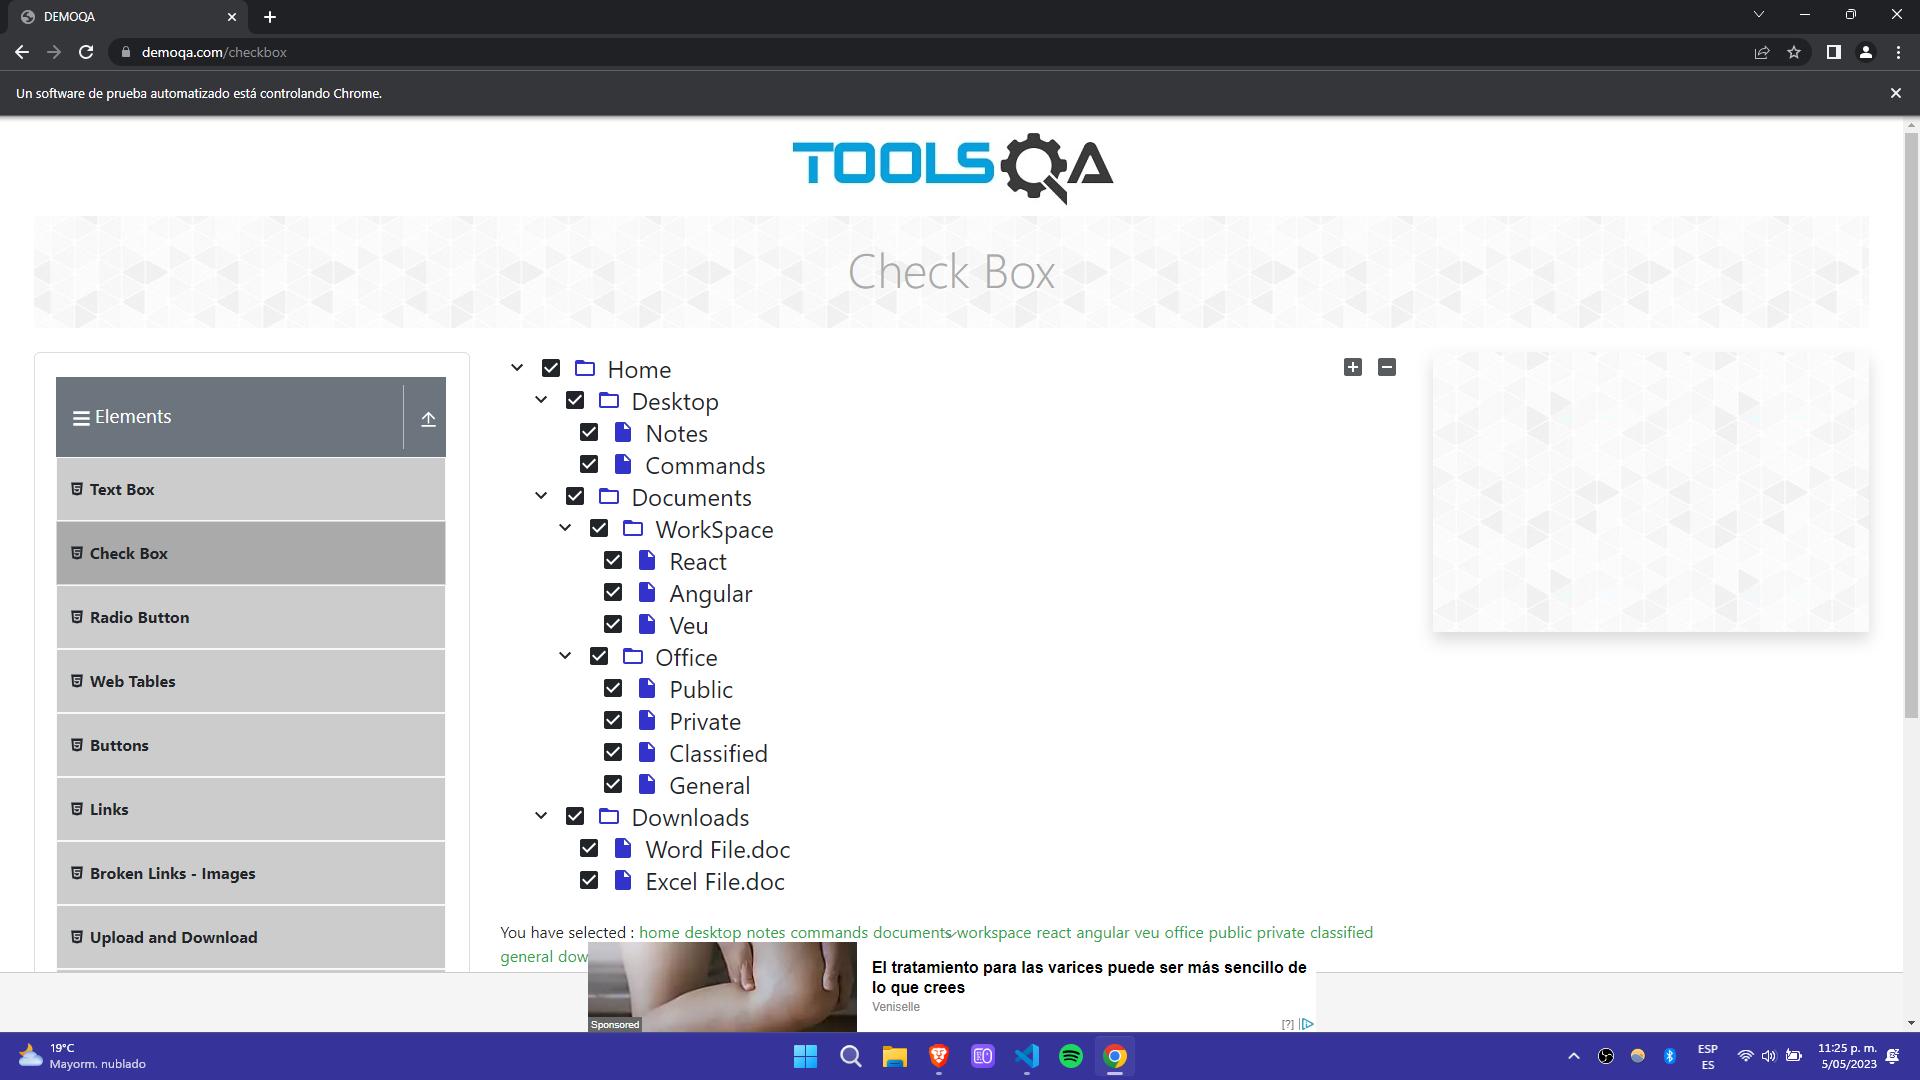 DEMOQA
demoqa.com/checkbox
Un software de prueba automatizado está controlando Chrome.
TOOLSQA
Check Box
Elements
Text Box
Check Box
Radio Button
Web Tables
Buttons
Links
Broken Links - Images
Upload and Download
Home
Desktop
Notes
Commands
Documents
WorkSpace
React
Angular
Veu
Office
Public
Private
Classified
General
Downloads
Word File.doc
Excel File.doc
You have selected : home desktop notes commands documents workspace react angular veu office public private classified
general dow
El tratamiento para las varices puede ser más sencillo de
lo que crees
Veniselle
Sponsored
[?]
19°C
Mayorm. nublado
ESP
ES
11:25 p. m.
5/05/2023